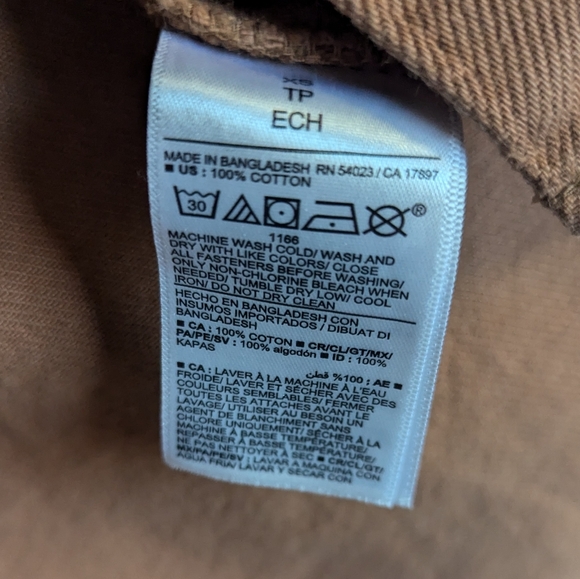 XS
TP
ECH
MADE IN BANGLADESH RN 54023 / CA 17897
■ US : 100% COTTON
30 ®
1166
MACHINE WASH COLD/ WASH AND
DRY WITH LIKE COLORS/ CLOSE
ALL FASTENERS BEFORE WASHING/
ONLY NON-CHLORINE BLEACH WHEN
NEEDED/ TUMBLE DRY LOW/ COOL
IRON/ DO NOT DRY CLEAN
HECHO EN BANGLADESH CON
INSUMOS IMPORTADOS / DIBUAT DI
BANGLADESH
■ CA : 100% COTON ■ CR/CL/GT/MX/
PA/PE/SV : 100% algodón ■ ID : 100%
KAPAS
■ AE : 100% قطن
■ CA : LAVER À LA MACHINE À L'EAU
FROIDE/ LAVER ET SÉCHER AVEC DES
COULEURS SEMBLABLES/ FERMER
TOUTES LES ATTACHES AVANT LE
LAVAGE/ UTILISER AU BESOIN UN
AGENT DE BLANCHIMENT SANS
CHLORE UNIQUEMENT/ SÉCHER À LA
MACHINE À BASSE TEMPÉRATURE/
REPASSER À BASSE TEMPÉRATURE/
NE PAS NETTOYER À SEC ■ CR/CL/GT/
MX/PA/PE/SV : LAVAR A MAQUINA CON
AGUA FRIA/ LAVAR Y SECAR CON